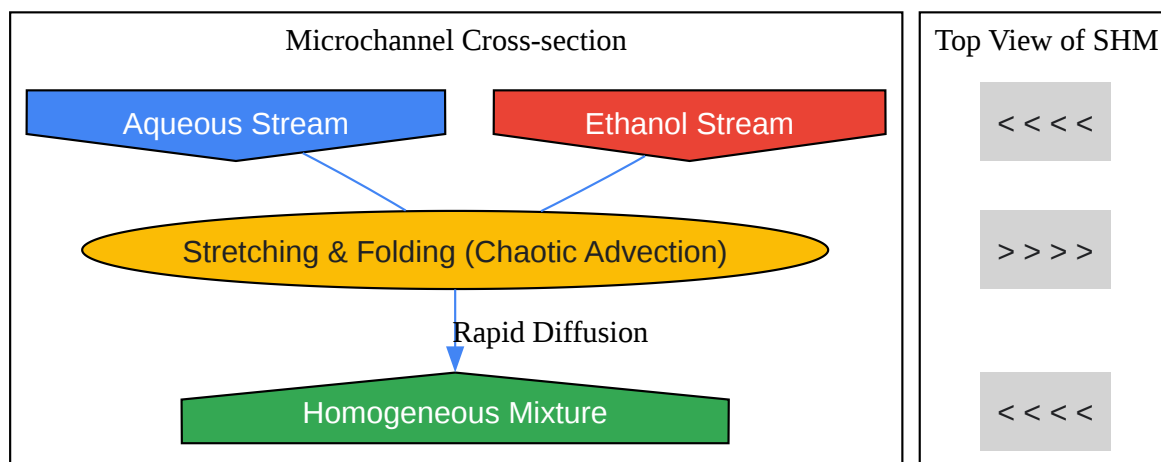 Microchannel Cross-section
Aqueous Stream
Ethanol Stream
Stretching & Folding (Chaotic Advection)
Rapid Diffusion
Homogeneous Mixture
Top View of SHM
< < < <
> > > >
< < < <